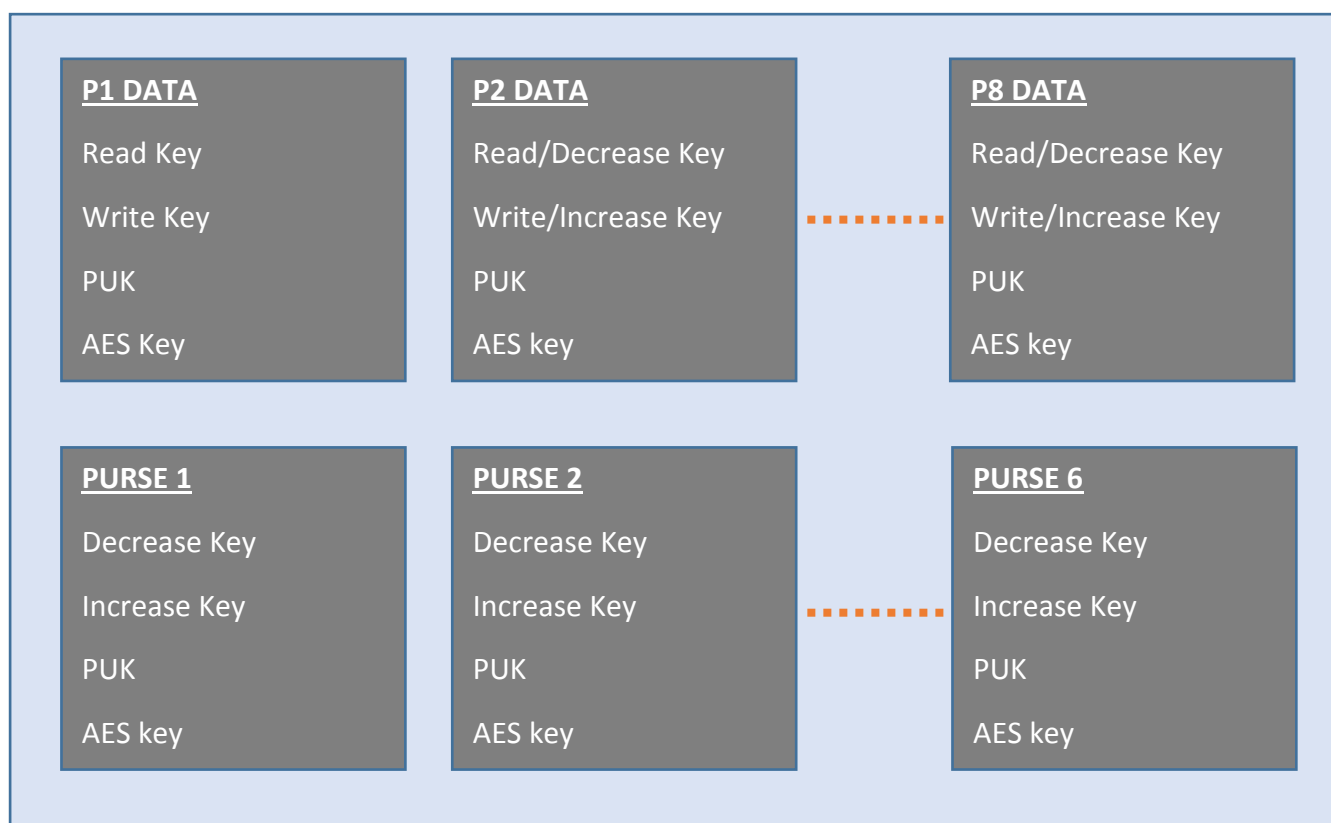 P1 DATA
Read Key
Write Key
PUK
AES Key
P2 DATA
Read/Decrease Key
Write/Increase Key
PUK
AES key
P8 DATA
Read/Decrease Key
Write/Increase Key
PUK
AES key
PURSE 1
Decrease Key
Increase Key
PUK
AES key
PURSE 2
Decrease Key
Increase Key
PUK
AES key
PURSE 6
Decrease Key
Increase Key
PUK
AES key